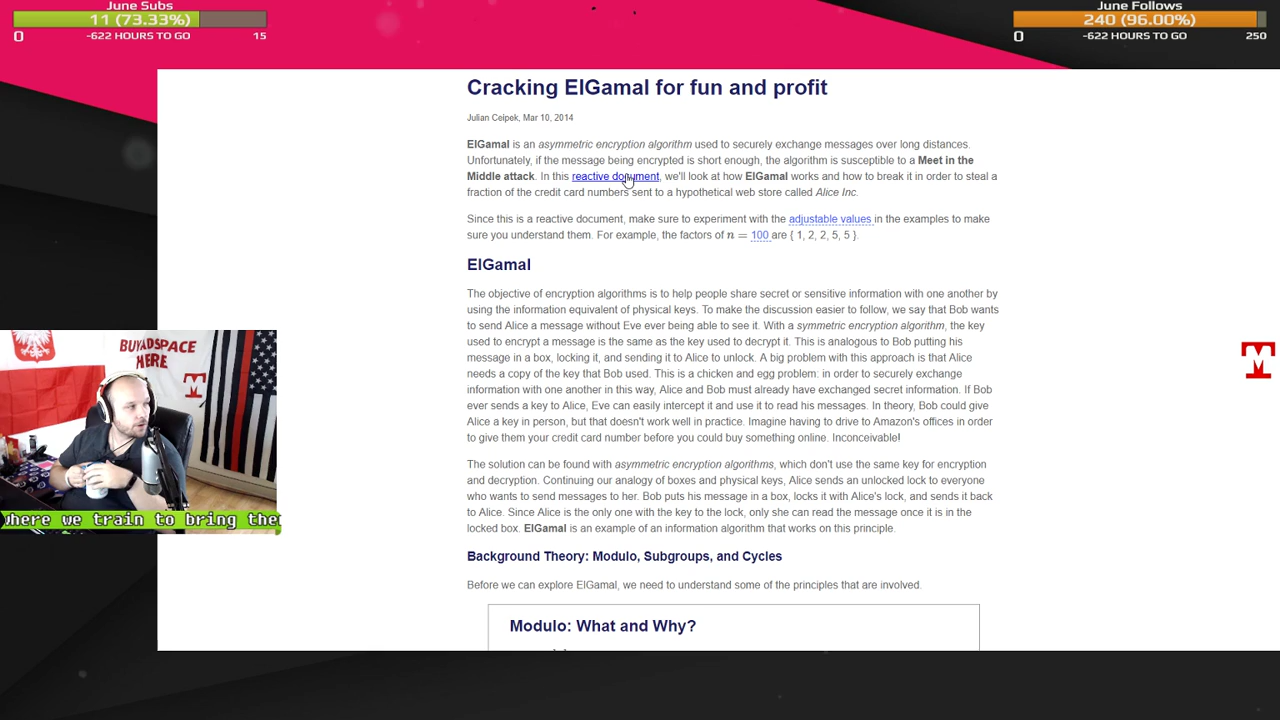 June Subs
11 (73.33%)
0
-622 HOURS TO GO
15
June Follows
240 (96.00%)
0
-622 HOURS TO GO
250
Cracking ElGamal for fun and profit
Julian Ceipek, Mar 10, 2014
ElGamal is an asymmetric encryption algorithm used to securely exchange messages over long distances.
Unfortunately, if the message being encrypted is short enough, the algorithm is susceptible to a Meet in the
Middle attack. In this reactive document, we'll look at how ElGamal works and how to break it in order to steal a
fraction of the credit card numbers sent to a hypothetical web store called Alice Inc.
Since this is a reactive document, make sure to experiment with the adjustable values in the examples to make
sure you understand them. For example, the factors of n = 100 are { 1, 2, 2, 5, 5 }.
ElGamal
The objective of encryption algorithms is to help people share secret or sensitive information with one another by
using the information equivalent of physical keys. To make the discussion easier to follow, we say that Bob wants
to send Alice a message without Eve ever being able to see it. With a symmetric encryption algorithm, the key
used to encrypt a message is the same as the key used to decrypt it. This is analogous to Bob putting his
message in a box, locking it, and sending it to Alice to unlock. A big problem with this approach is that Alice
needs a copy of the key that Bob used. This is a chicken and egg problem: in order to securely exchange
information with one another in this way, Alice and Bob must already have exchanged secret information. If Bob
ever sends a key to Alice, Eve can easily intercept it and use it to read his messages. In theory, Bob could give
Alice a key in person, but that doesn't work well in practice. Imagine having to drive to Amazon's offices in order
to give them your credit card number before you could buy something online. Inconceivable!
The solution can be found with asymmetric encryption algorithms, which don't use the same key for encryption
and decryption. Continuing our analogy of boxes and physical keys, Alice sends an unlocked lock to everyone
who wants to send messages to her. Bob puts his message in a box, locks it with Alice's lock, and sends it back
to Alice. Since Alice is the only one with the key to the lock, only she can read the message once it is in the
locked box. ElGamal is an example of an information algorithm that works on this principle.
Background Theory: Modulo, Subgroups, and Cycles
Before we can explore ElGamal, we need to understand some of the principles that are involved.
Modulo: What and Why?
BUY ADSPACE
HERE
where we train to bring the